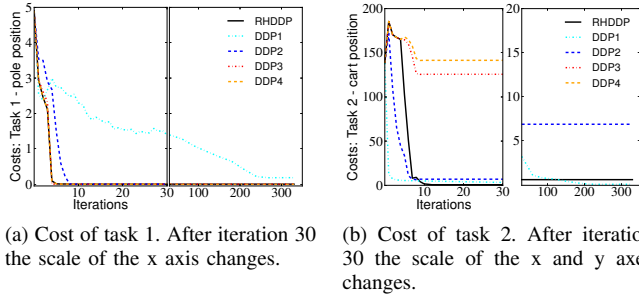 Costs: Task 1 - pole position
5
4
3
2
1
0
0 10 20 30 100 200 300
Iterations Iterations
RHDDP
DDP1
DDP2
DDP3
DDP4
Costs: Task 2 - cart position
200
150
100
50
0
0 10 20 30
Iterations
20
15
10
5
100 200 300
Iterations
RHDDP
DDP1
DDP2
DDP3
DDP4
(a) Cost of task 1. After iteration 30
the scale of the x axis changes.
(b) Cost of task 2. After iteratio
30 the scale of the x and y axe
changes.